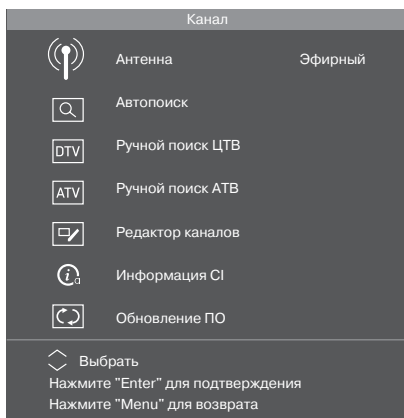 Канал
Антенна Эфирный
Автопоиск
DTV Ручной поиск ЦТВ
ATV Ручной поиск АТВ
Редактор каналов
Информация CI
Обновление ПО
Выбрать
Нажмите "Enter" для подтверждения
Нажмите "Menu" для возврата